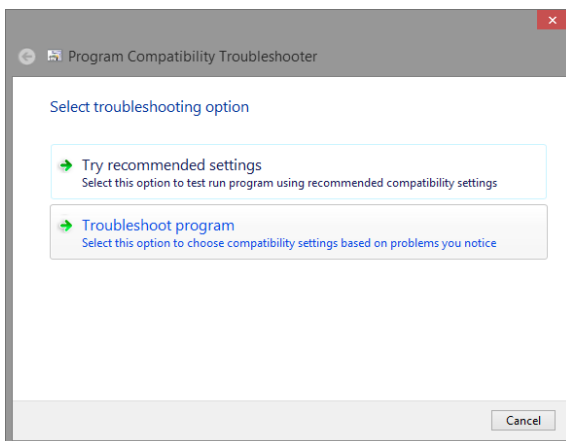 Program Compatibility Troubleshooter
Select troubleshooting option
Try recommended settings
Select this option to test run program using recommended compatibility settings
Troubleshoot program
Select this option to choose compatibility settings based on problems you notice
Cancel